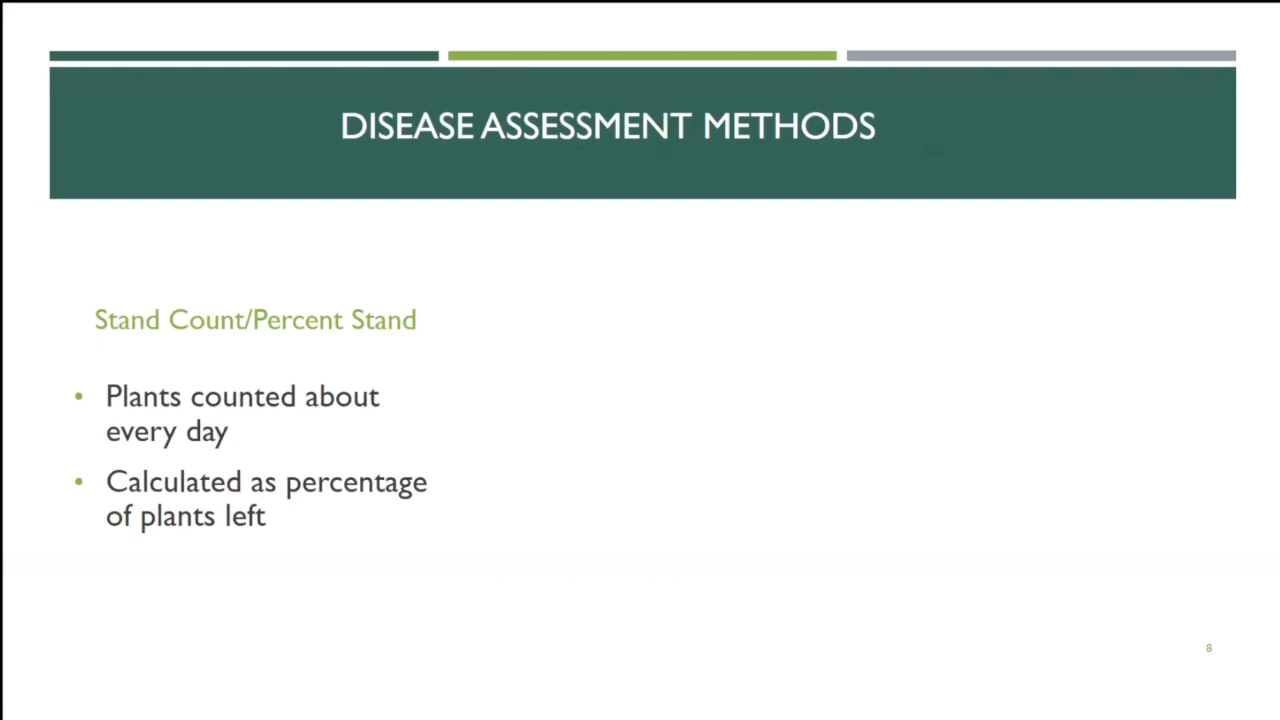 DISEASE ASSESSMENT METHODS
Stand Count/Percent Stand
• Plants counted about
every day
• Calculated as percentage
of plants left
8